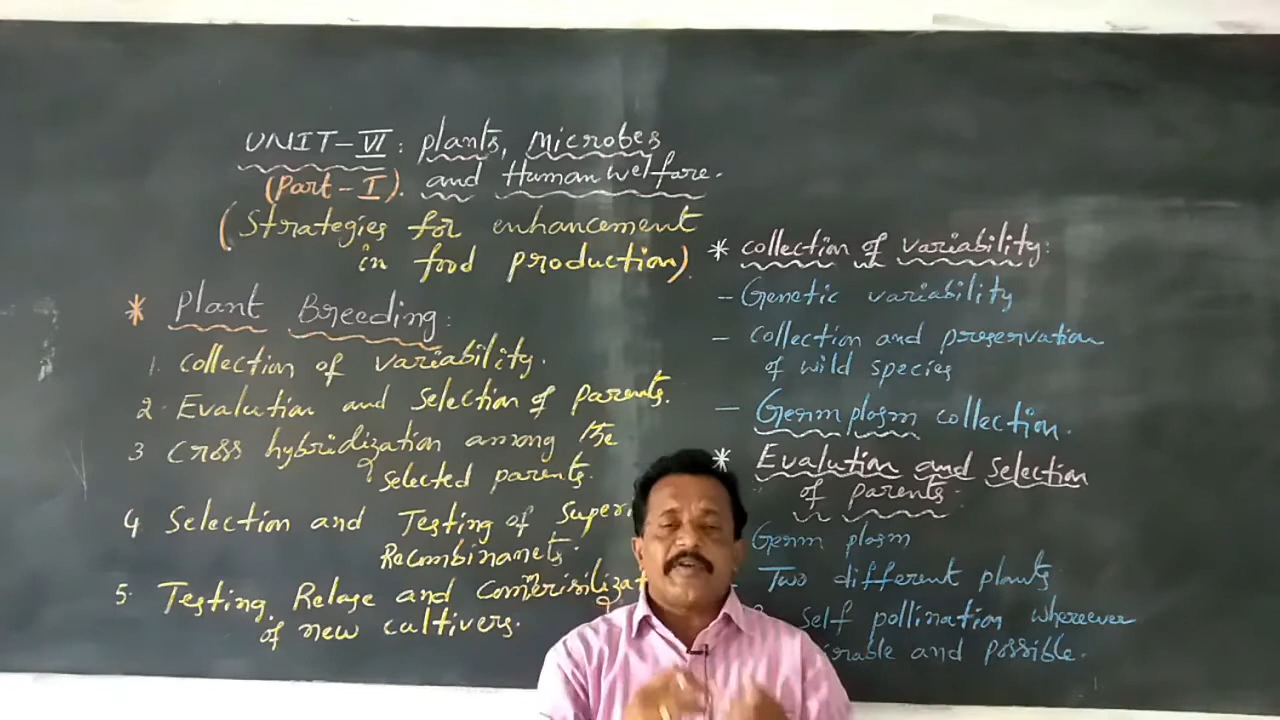 UNIT-VI: plants, Microbes
(Part-I). and Human welfare.
(Strategies for enhancement
in food production)
* Plant Breeding:
1. collection of variability.
2. Evalution and Selection of parents.
3 Cross hybridization among the
selected parents.
4. Selection and Testing of Superi
Recombinamets.
5. Testing, Relase and
of new cultivers.
* collection of variability:
- Genetic variability
- collection and preservation
of wild species
- Germ plasm collection.
* Evalution and Selection
of parents.
Germ plasm
- Two different plants
self pollination whereever
and possible.